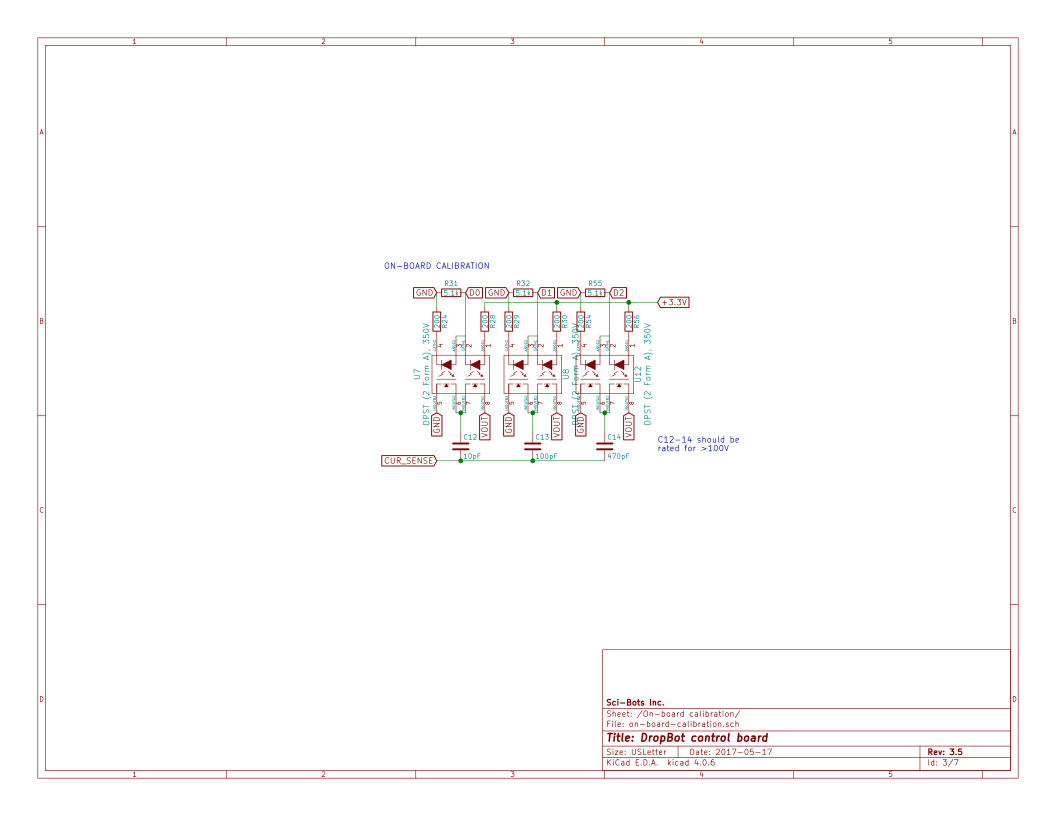 1 2 3 4 5
A A
B B
C C
D D
ON-BOARD CALIBRATION
R31 R32 R55
GND 5.1k D0 GND 5.1k D1 GND 5.1k D2
+3.3V
200 R24 200 R28 200 R29 200 R30 200 R54 200 R56
4 3 2 1 4 3 2 1 4 3 2 1
U7 DPST (2 Form A), 350V
U8 DPST (2 Form A), 350V
U12 DPST (2 Form A), 350V
5 6 7 8 5 6 7 8 5 6 7 8
GND VOUT GND VOUT GND VOUT
C12 C13 C14
10pF 100pF 470pF
CUR_SENSE
C12-14 should be
rated for >100V
Sci-Bots Inc.
Sheet: /On-board calibration/
File: on-board-calibration.sch
Title: DropBot control board
Size: USLetter Date: 2017-05-17 Rev: 3.5
KiCad E.D.A. kicad 4.0.6 Id: 3/7
1 2 3 4 5